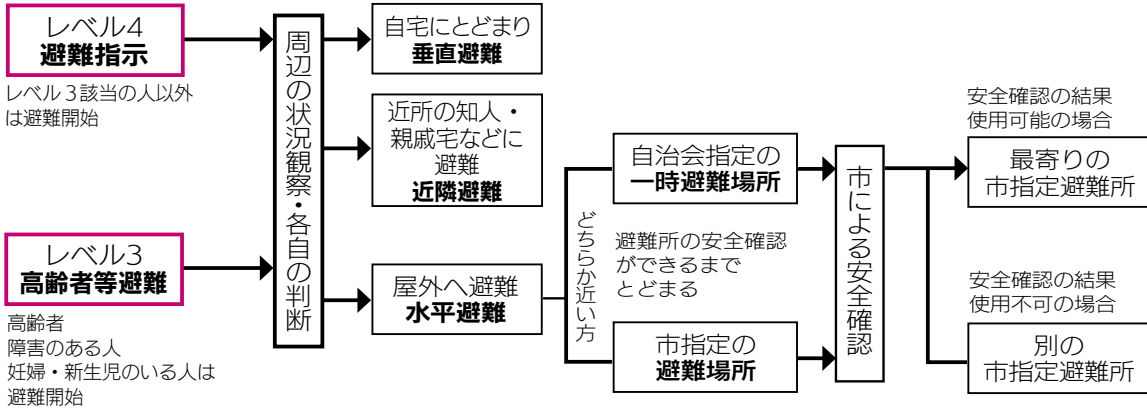 レベル4
避難指示
レベル3該当の人以外
は避難開始
レベル3
高齢者等避難
高齢者
障害のある人
妊婦・新生児のいる人は
避難開始
周辺の状況観察・各自の判断
自宅にとどまり
垂直避難
近所の知人・
親戚宅などに
避難
近隣避難
屋外へ避難
水平避難
どちらか近い方
自治会指定の
一時避難場所
避難所の安全確認
ができるまで
とどまる
市指定の
避難場所
市による安全確認
安全確認の結果
使用可能の場合
最寄りの
市指定避難所
安全確認の結果
使用不可の場合
別の
市指定避難所